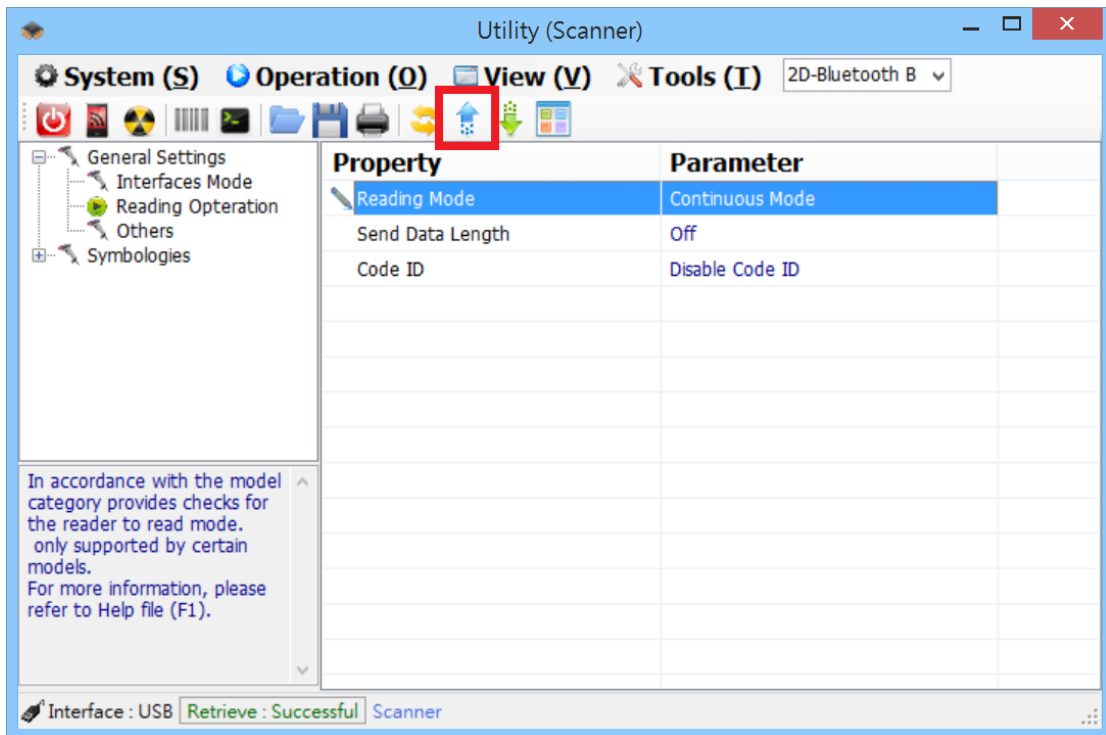 Utility (Scanner)
System (S) Operation (O) View (V) Tools (T) 2D-Bluetooth B
General Settings
Interfaces Mode
Reading Opteration
Others
Symbologies
Property Parameter
Reading Mode Continuous Mode
Send Data Length Off
Code ID Disable Code ID
In accordance with the model
category provides checks for
the reader to read mode.
only supported by certain
models.
For more information, please
refer to Help file (F1).
Interface : USB Retrieve : Successful Scanner